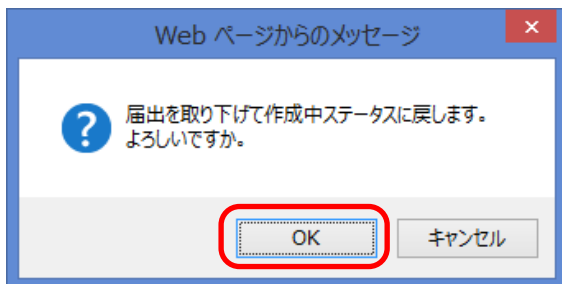 Web ページからのメッセージ
×
?
届出を取り下げて作成中ステータスに戻します。
よろしいですか。
OK
キャンセル